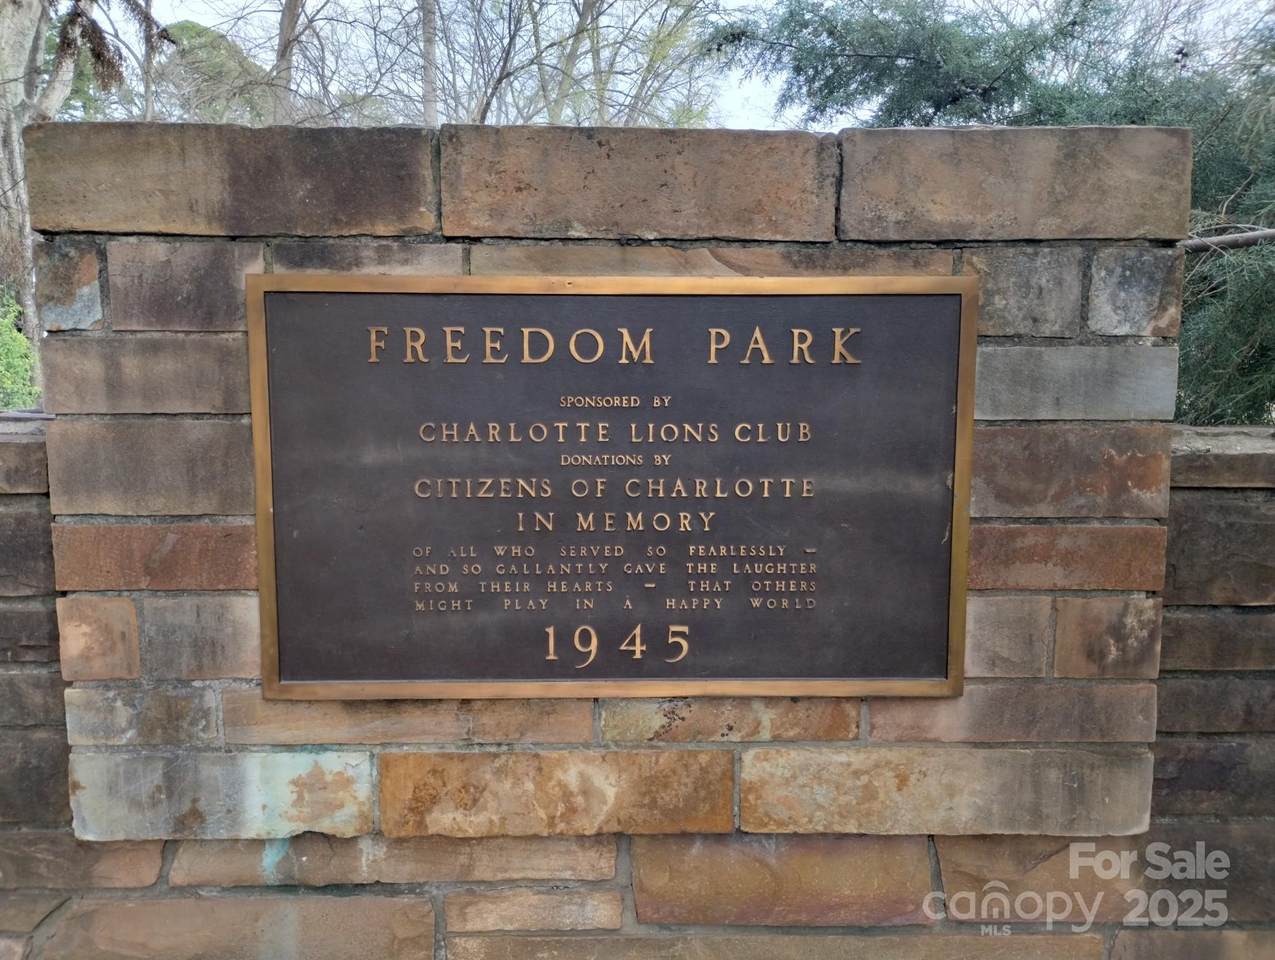 FREEDOM PARK
SPONSORED BY
CHARLOTTE LIONS CLUB
DONATIONS BY
CITIZENS OF CHARLOTTE
IN MEMORY
OF ALL WHO SERVED SO FEARLESSLY —
AND SO GALLANTLY GAVE THE LAUGHTER
FROM THEIR HEARTS — THAT OTHERS
MIGHT PLAY IN A HAPPY WORLD
1945
For Sale
canopy 2025
MLS